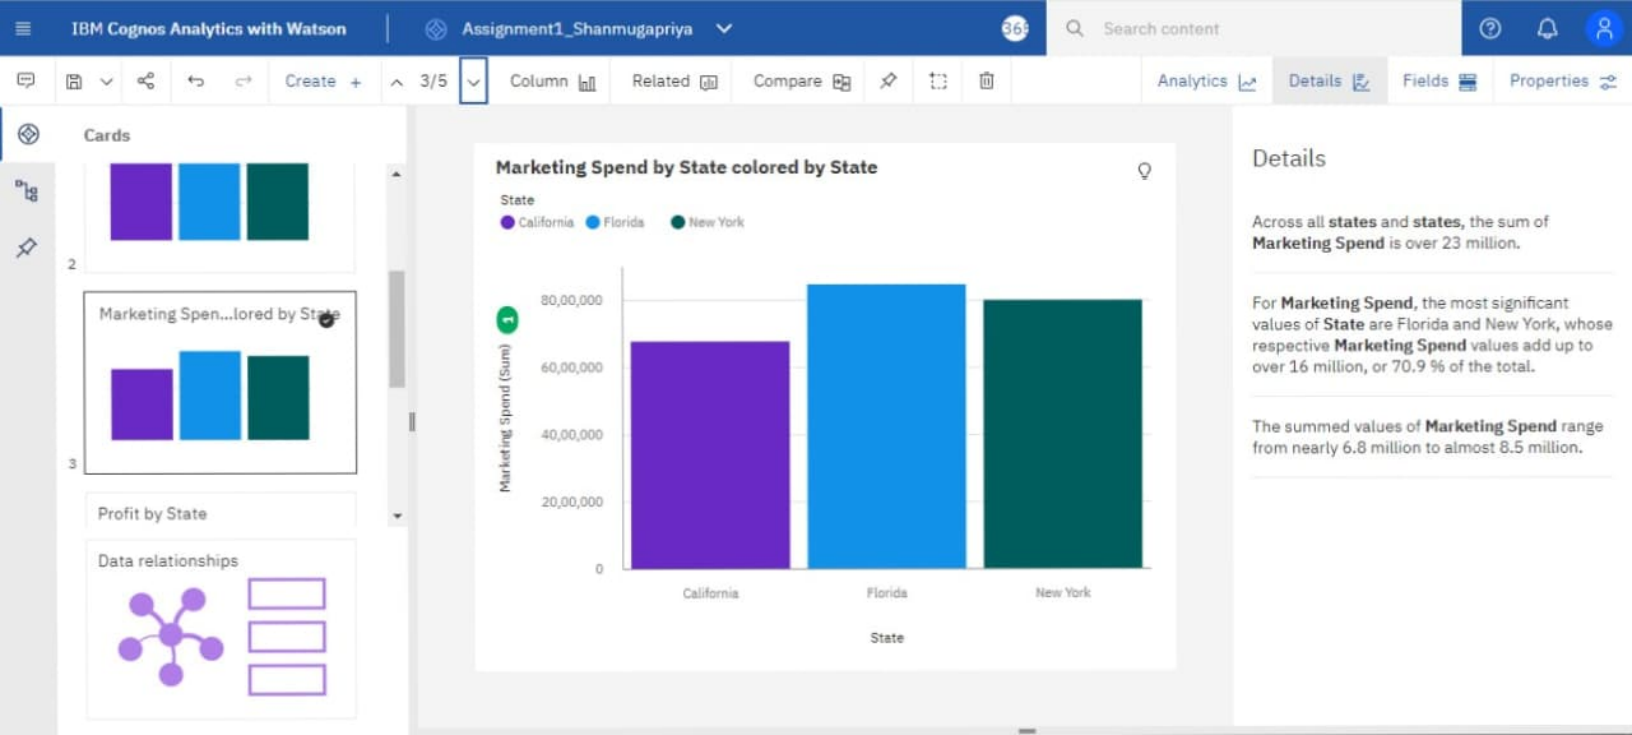 IBM Cognos Analytics with Watson
Assignment1_Shanmugapriya
Search content
Create +
3/5
Column
Related
Compare
Analytics
Details
Fields
Properties
Cards
2
Marketing Spen...lored by State
3
Profit by State
Data relationships
Marketing Spend by State colored by State
State
California
Florida
New York
Marketing Spend (Sum)
1
80,00,000
60,00,000
40,00,000
20,00,000
0
California
Florida
New York
State
Details
Across all states and states, the sum of
Marketing Spend is over 23 million.
For Marketing Spend, the most significant
values of State are Florida and New York, whose
respective Marketing Spend values add up to
over 16 million, or 70.9 % of the total.
The summed values of Marketing Spend range
from nearly 6.8 million to almost 8.5 million.